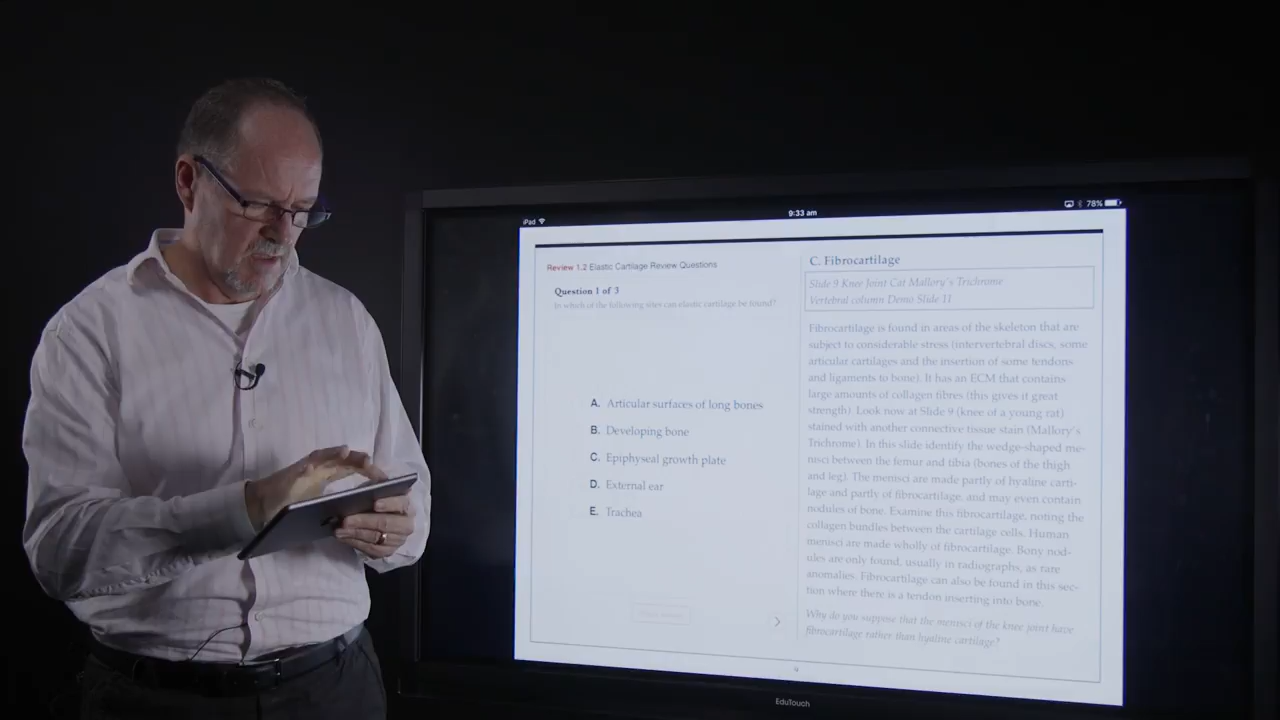 iPad
9:33 am
78%
Review 1.2 Elastic Cartilage Review Questions
Question 1 of 3
In which of the following sites can elastic cartilage be found?
A. Articular surfaces of long bones
B. Developing bone
C. Epiphyseal growth plate
D. External ear
E. Trachea
C. Fibrocartilage
Slide 9 Knee Joint Cat Mallory's Trichrome
Vertebral column Demo Slide 11
Fibrocartilage is found in areas of the skeleton that are
subject to considerable stress (intervertebral discs, some
articular cartilages and the insertion of some tendons
and ligaments to bone). It has an ECM that contains
large amounts of collagen fibres (this gives it great
strength). Look now at Slide 9 (knee of a young rat)
stained with another connective tissue stain (Mallory's
Trichrome). In this slide identify the wedge-shaped me-
nisci between the femur and tibia (bones of the thigh
and leg). The menisci are made partly of hyaline carti-
lage and partly of fibrocartilage, and may even contain
nodules of bone. Examine this fibrocartilage, noting the
collagen bundles between the cartilage cells. Human
menisci are made wholly of fibrocartilage. Bony nod-
ules are only found, usually in radiographs, as rare
anomalies. Fibrocartilage can also be found in this sec-
tion where there is a tendon inserting into bone.
Why do you suppose that the menisci of the knee joint have
fibrocartilage rather than hyaline cartilage?
EduTouch